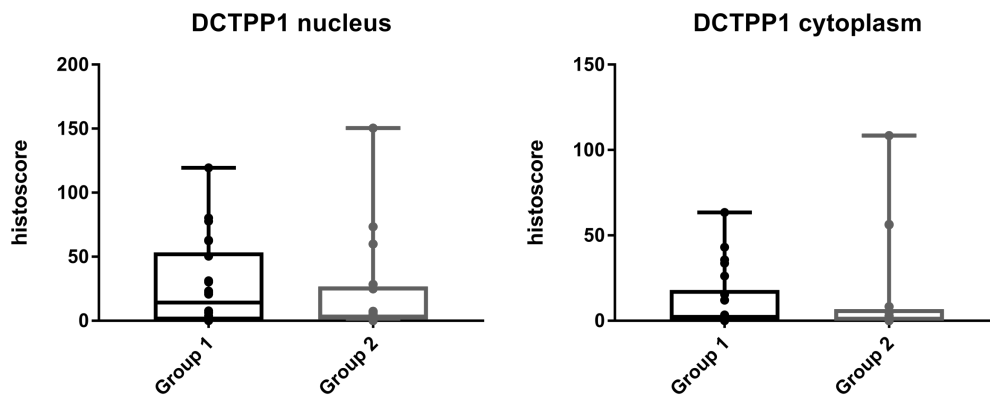 DCTPP1 nucleus
200
150
100
50
0
histoscore
Group 1
Group 2
DCTPP1 cytoplasm
150
100
50
0
histoscore
Group 1
Group 2